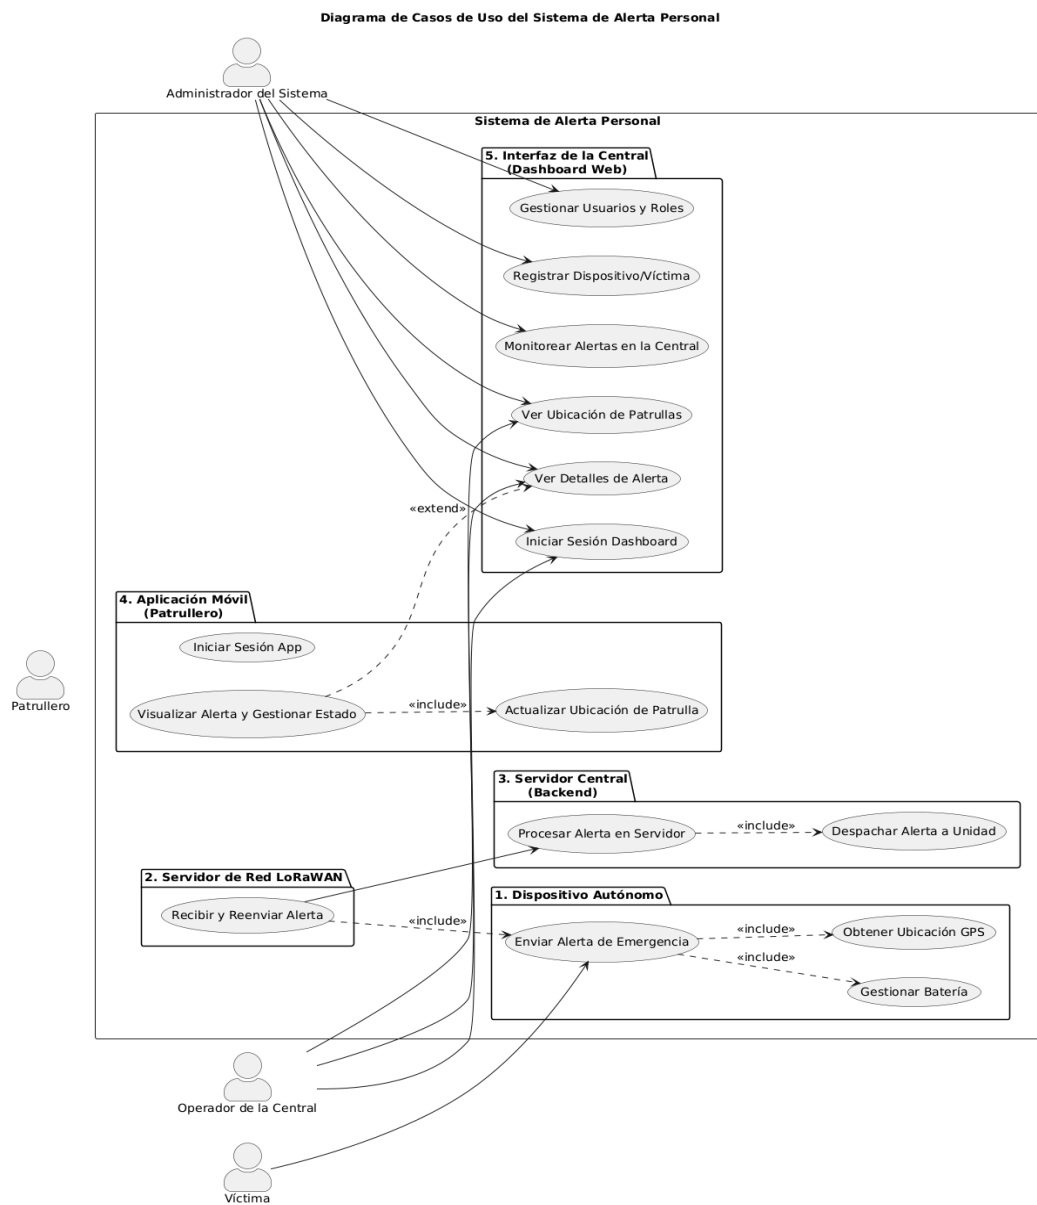 Diagrama de Casos de Uso del Sistema de Alerta Personal
Administrador del Sistema
Sistema de Alerta Personal
5. Interfaz de la Central
(Dashboard Web)
Gestionar Usuarios y Roles
Registrar Dispositivo/Víctima
Monitorear Alertas en la Central
Ver Ubicación de Patrullas
Ver Detalles de Alerta
«extend»
Iniciar Sesión Dashboard
4. Aplicación Móvil
(Patrullero)
Iniciar Sesión App
Patrullero
Visualizar Alerta y Gestionar Estado
«include»
Actualizar Ubicación de Patrulla
3. Servidor Central
(Backend)
Procesar Alerta en Servidor
«include»
Despachar Alerta a Unidad
2. Servidor de Red LoRaWAN
Recibir y Reenviar Alerta
«include»
1. Dispositivo Autónomo
Enviar Alerta de Emergencia
«include»
Obtener Ubicación GPS
«include»
Gestionar Batería
Operador de la Central
Víctima